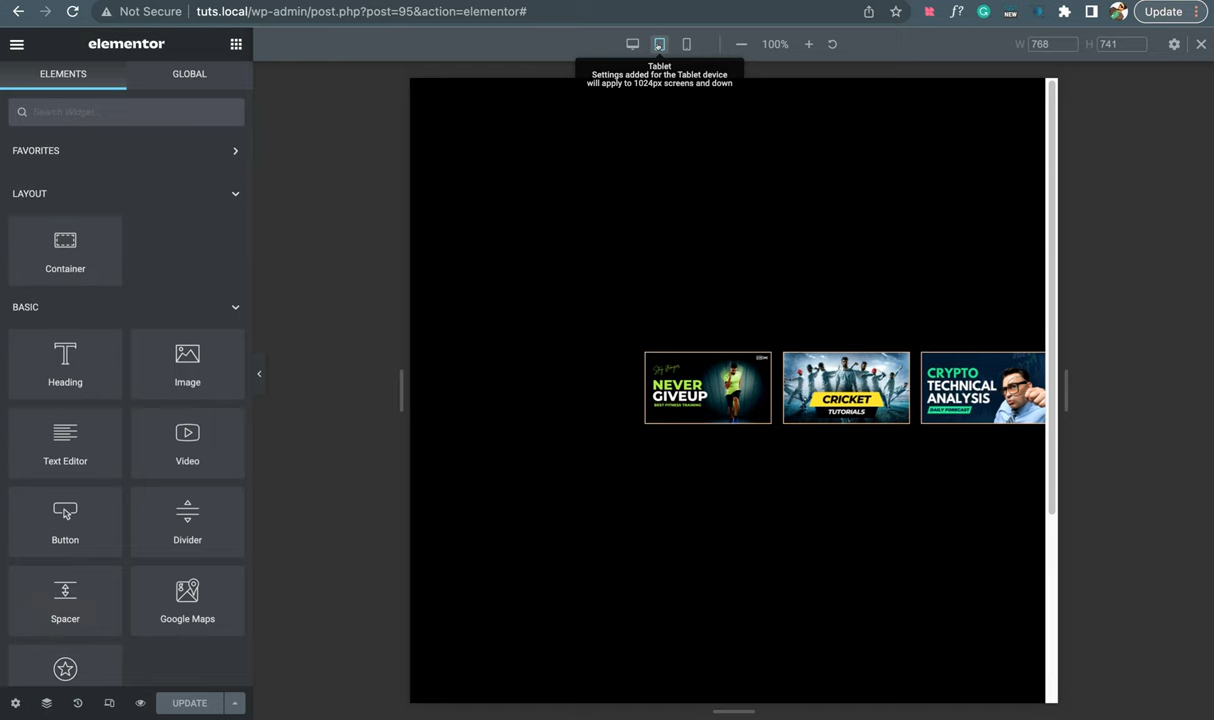 Not Secure
tuts.local/wp-admin/post.php?post=95&action=elementor#
f?
NEW
Update
elementor
100%
W 768
H 741
ELEMENTS
GLOBAL
Tablet
Settings added for the Tablet device
will apply to 1024px screens and down
Search Widget...
FAVORITES
LAYOUT
Container
BASIC
Heading
Image
Text Editor
Video
Button
Divider
Spacer
Google Maps
UPDATE
NEVER
GIVEUP
BEST FITNESS TRAINING
CRICKET
TUTORIALS
CRYPTO
TECHNICAL
ANALYSIS
DAILY FORECAST